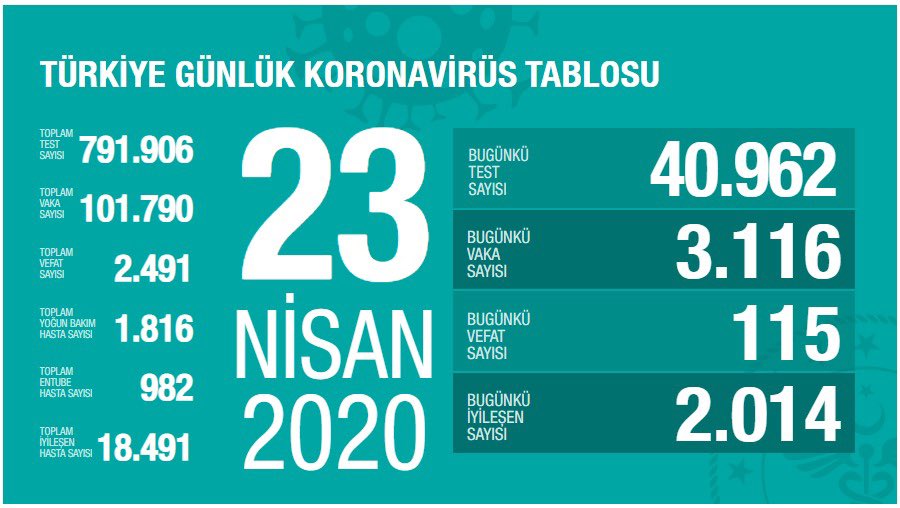 TÜRKİYE GÜNLÜK KORONAVİRÜS TABLOSU
TOPLAM
TEST
SAYISI
791.906
TOPLAM
VAKA
SAYISI
101.790
TOPLAM
VEFAT
SAYISI
2.491
TOPLAM
YOĞUN BAKIM
HASTA SAYISI
1.816
TOPLAM
ENTUBE
HASTA SAYISI
982
TOPLAM
İYİLEŞEN
HASTA SAYISI
18.491
23
NİSAN
2020
BUGÜNKÜ
TEST
SAYISI
40.962
BUGÜNKÜ
VAKA
SAYISI
3.116
BUGÜNKÜ
VEFAT
SAYISI
115
BUGÜNKÜ
İYİLEŞEN
SAYISI
2.014